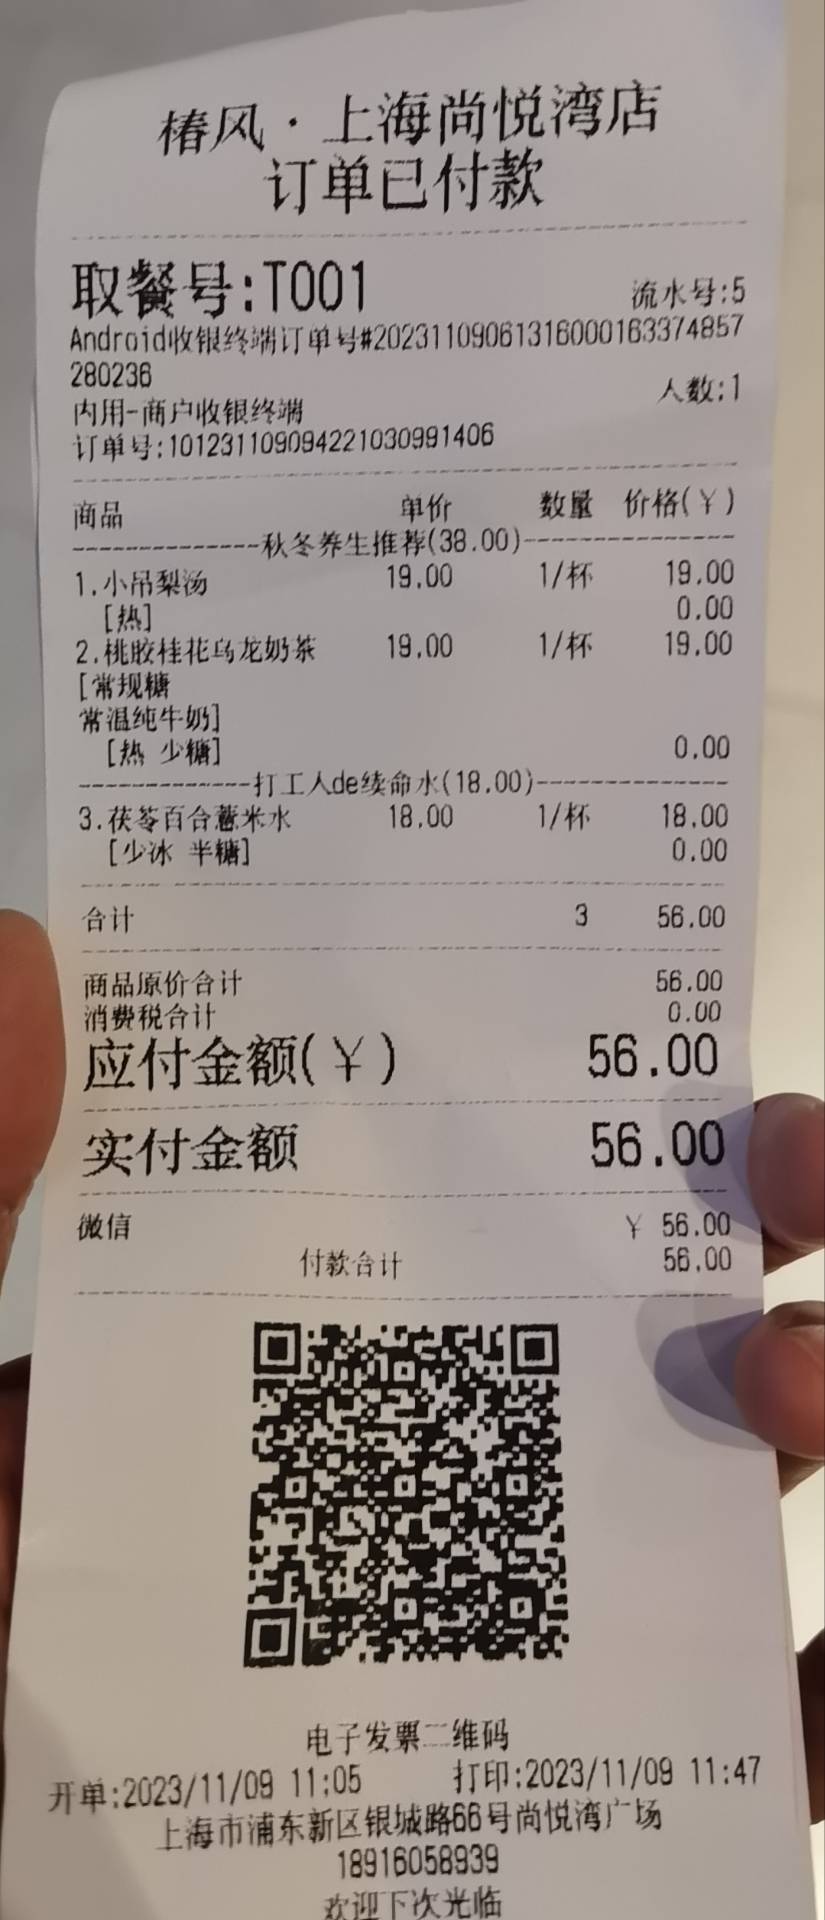 椿风·上海尚悦湾店
订单已付款
取餐号:T001 流水号:5
Android收银终端订单号#20231109061316000163374857
280236
人数:1
内用-商户收银终端
订单号:101231109094221030991406
商品 单价 数量 价格(￥)
--------------秋冬养生推荐(38.00)----------------
1.小吊梨汤 19.00 1/杯 19.00
[热] 0.00
2.桃胶桂花乌龙奶茶 19.00 1/杯 19.00
[常规糖
常温纯牛奶]
[热 少糖] 0.00
-------------打工人de续命水(18.00)---------------
3.茯苓百合薏米水 18.00 1/杯 18.00
[少冰 半糖] 0.00
合计 3 56.00
商品原价合计 56.00
消费税合计 0.00
应付金额(￥) 56.00
实付金额 56.00
微信 ￥ 56.00
付款合计 56.00
电子发票二维码
开单:2023/11/09 11:05 打印:2023/11/09 11:47
上海市浦东新区银城路66号尚悦湾广场
18916058939
欢迎下次光临